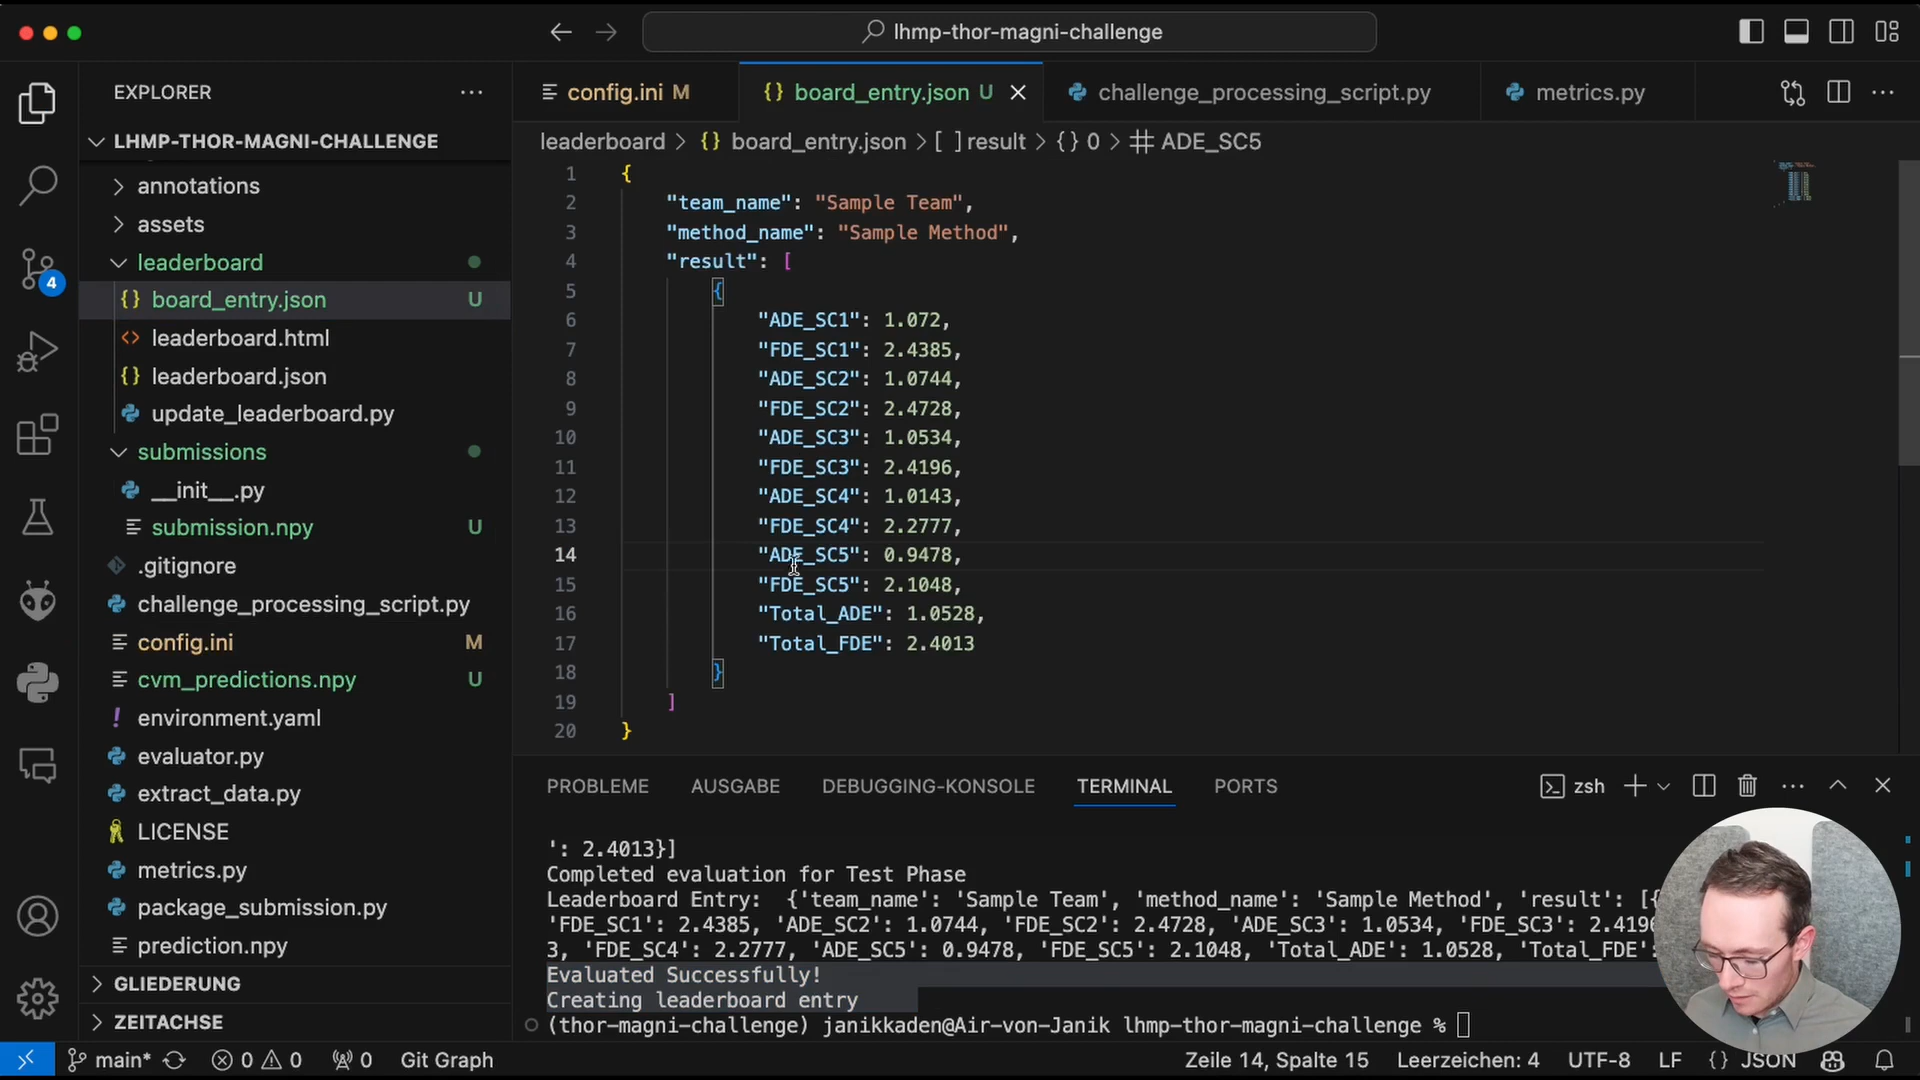 lhmp-thor-magni-challenge
EXPLORER
LHMP-THOR-MAGNI-CHALLENGE
annotations
assets
leaderboard
board_entry.json U
leaderboard.html
leaderboard.json
update_leaderboard.py
submissions
__init__.py
submission.npy U
.gitignore
challenge_processing_script.py
config.ini M
cvm_predictions.npy U
environment.yaml
evaluator.py
extract_data.py
LICENSE
metrics.py
package_submission.py
prediction.npy
GLIEDERUNG
ZEITACHSE
4
config.ini M
board_entry.json U
challenge_processing_script.py
metrics.py
leaderboard > {} board_entry.json > [ ] result > {} 0 > # ADE_SC5
1 {
2 "team_name": "Sample Team",
3 "method_name": "Sample Method",
4 "result": [
5 {
6 "ADE_SC1": 1.072,
7 "FDE_SC1": 2.4385,
8 "ADE_SC2": 1.0744,
9 "FDE_SC2": 2.4728,
10 "ADE_SC3": 1.0534,
11 "FDE_SC3": 2.4196,
12 "ADE_SC4": 1.0143,
13 "FDE_SC4": 2.2777,
14 "ADE_SC5": 0.9478,
15 "FDE_SC5": 2.1048,
16 "Total_ADE": 1.0528,
17 "Total_FDE": 2.4013
18 }
19 ]
20 }
PROBLEME AUSGABE DEBUGGING-KONSOLE TERMINAL PORTS
zsh
': 2.4013}]
Completed evaluation for Test Phase
Leaderboard Entry:  {'team_name': 'Sample Team', 'method_name': 'Sample Method', 'result': [{
'FDE_SC1': 2.4385, 'ADE_SC2': 1.0744, 'FDE_SC2': 2.4728, 'ADE_SC3': 1.0534, 'FDE_SC3': 2.4196
3, 'FDE_SC4': 2.2777, 'ADE_SC5': 0.9478, 'FDE_SC5': 2.1048, 'Total_ADE': 1.0528, 'Total_FDE':
Evaluated Successfully!
Creating leaderboard entry
(thor-magni-challenge) janikkaden@Air-von-Janik lhmp-thor-magni-challenge %
main* 0 0 0 Git Graph Zeile 14, Spalte 15 Leerzeichen: 4 UTF-8 LF {} JSON